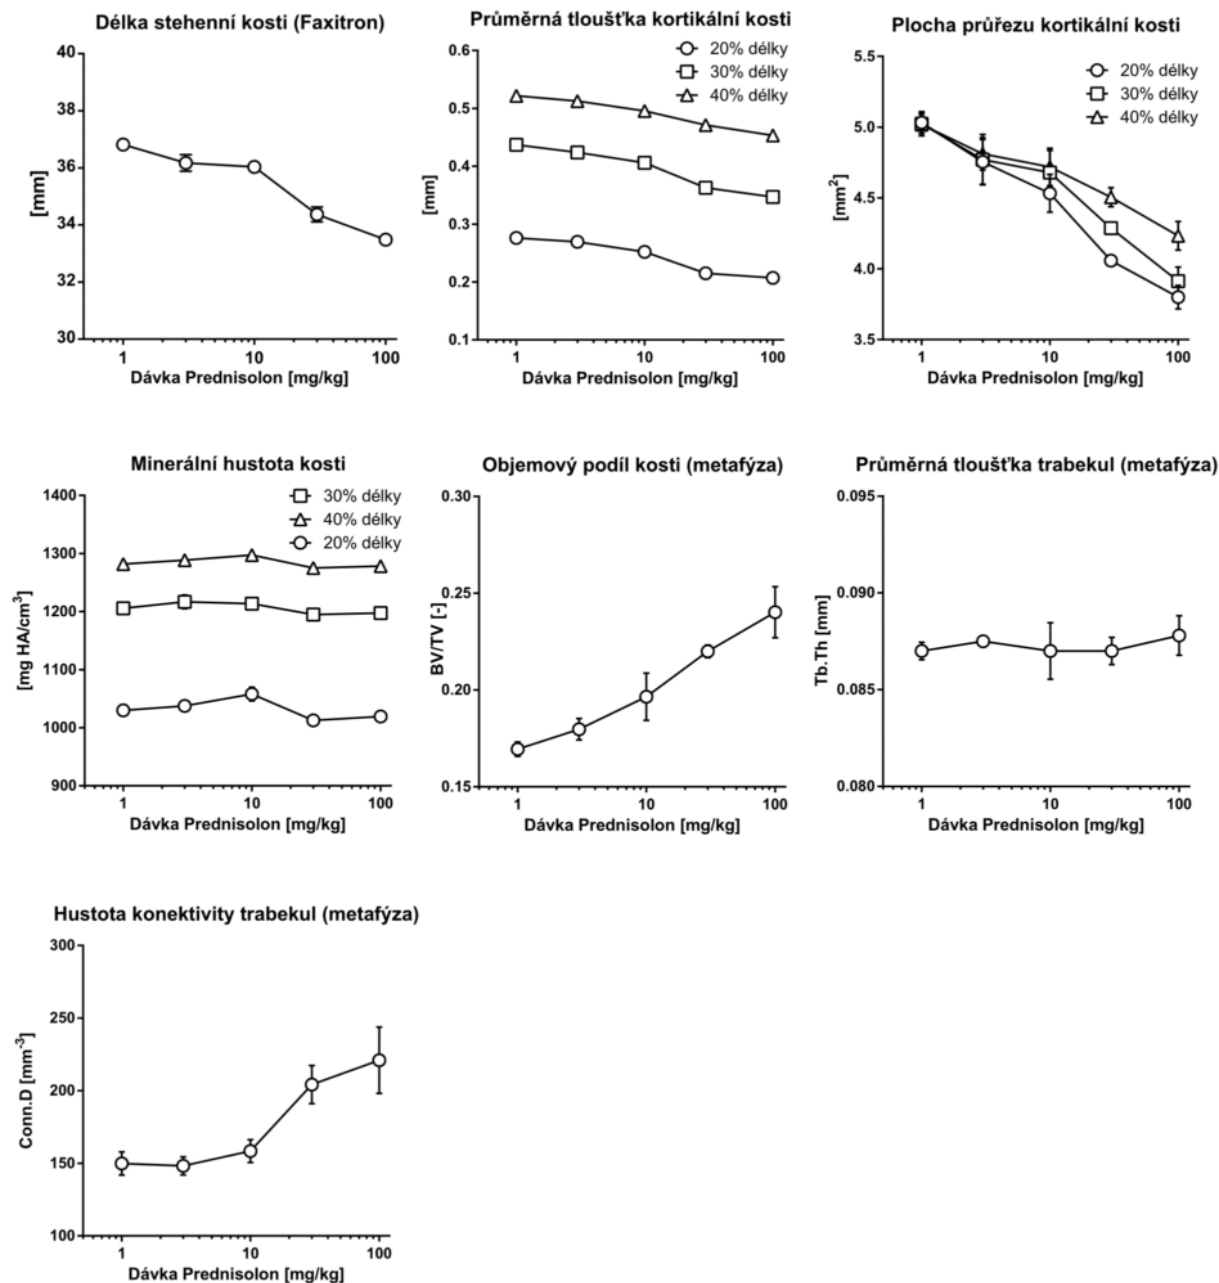 Délka stehenní kosti (Faxitron)
40
38
36
34
32
30
[mm]
1
10
100
Dávka Prednisolon [mg/kg]
Průměrná tloušťka kortikální kosti
20% délky
30% délky
40% délky
0.6
0.5
0.4
0.3
0.2
0.1
[mm]
1
10
100
Dávka Prednisolon [mg/kg]
Plocha průřezu kortikální kosti
20% délky
30% délky
40% délky
5.5
5.0
4.5
4.0
3.5
[mm²]
1
10
100
Dávka Prednisolon [mg/kg]
Minerální hustota kosti
30% délky
40% délky
20% délky
1400
1300
1200
1100
1000
900
[mg HA/cm³]
1
10
100
Dávka Prednisolon [mg/kg]
Objemový podíl kosti (metafýza)
0.30
0.25
0.20
0.15
BV/TV [-]
1
10
100
Dávka Prednisolon [mg/kg]
Průměrná tloušťka trabekul (metafýza)
0.095
0.090
0.085
0.080
Tb.Th [mm]
1
10
100
Dávka Prednisolon [mg/kg]
Hustota konektivity trabekul (metafýza)
300
250
200
150
100
Conn.D [mm⁻³]
1
10
100
Dávka Prednisolon [mg/kg]